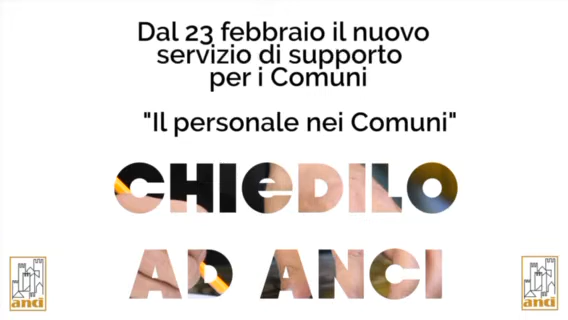 Dal 23 febbraio il nuovo
servizio di supporto
per i Comuni
"Il personale nei Comuni"
CHIEDILO
AD ANCI
anci
anci